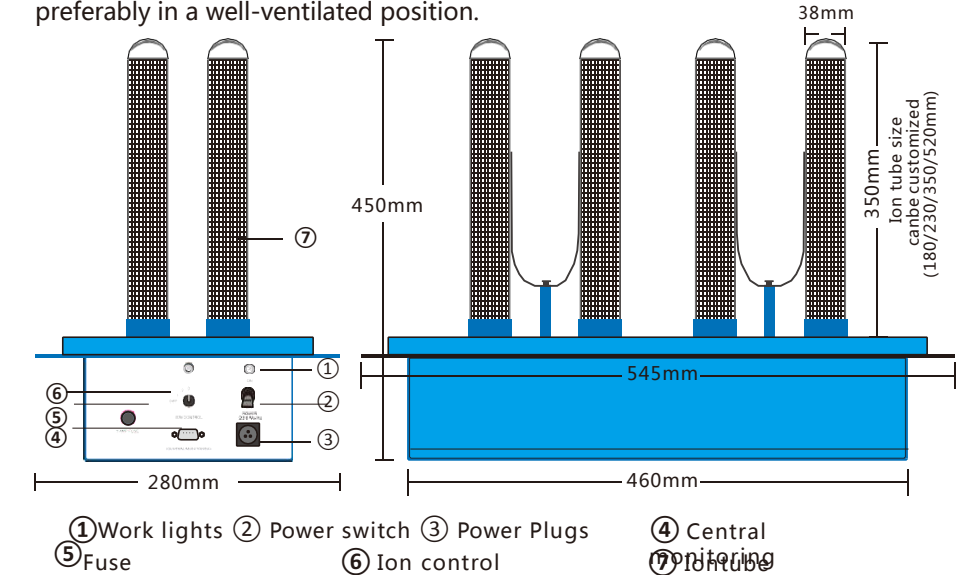 preferably in a well-ventilated position.
38mm
450mm
350mm
Ion tube size
canbe customized
(180/230/350/520mm)
⑦
①
⑥
②
⑤
④
③
545mm
280mm
460mm
①Work lights ② Power switch ③ Power Plugs ④ Central
monitoring
⑤Fuse ⑥ Ion control ⑦ Iontube